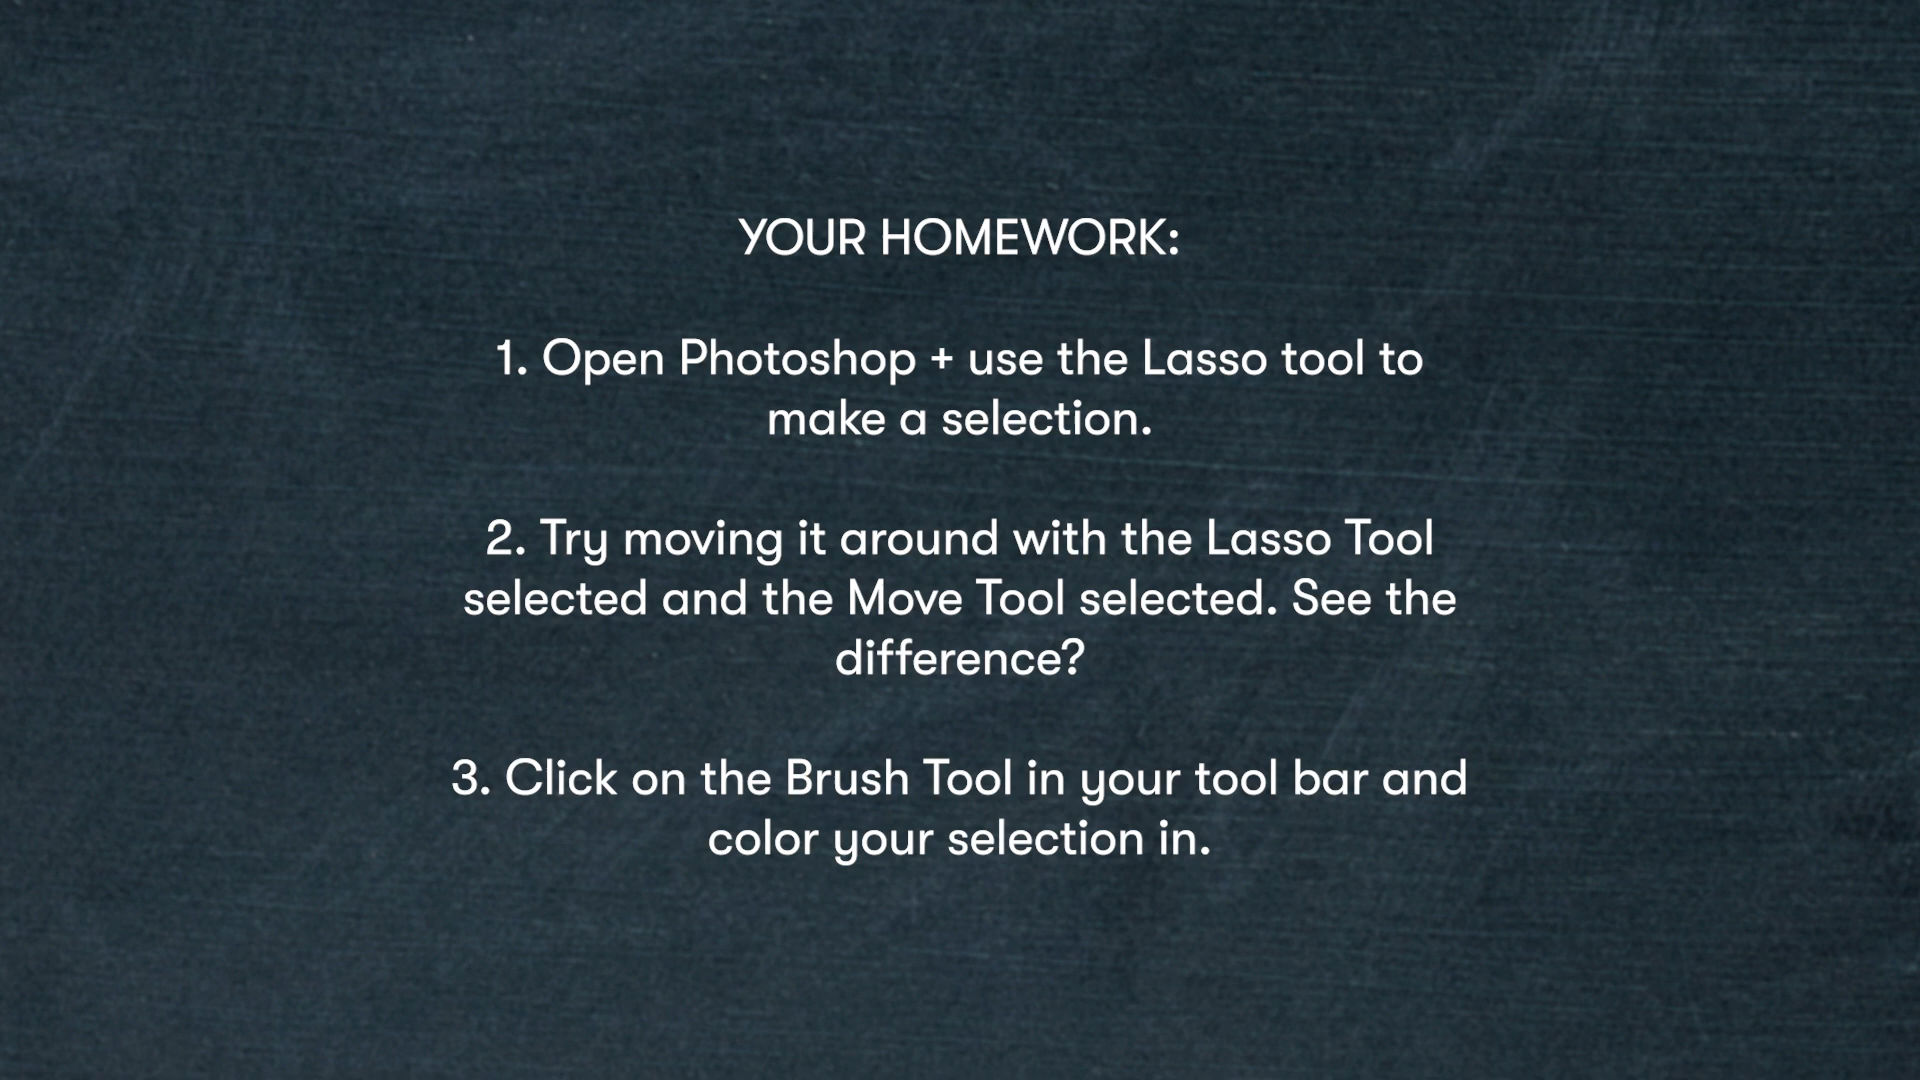 YOUR HOMEWORK:
1. Open Photoshop + use the Lasso tool to
make a selection.
2. Try moving it around with the Lasso Tool
selected and the Move Tool selected. See the
difference?
3. Click on the Brush Tool in your tool bar and
color your selection in.